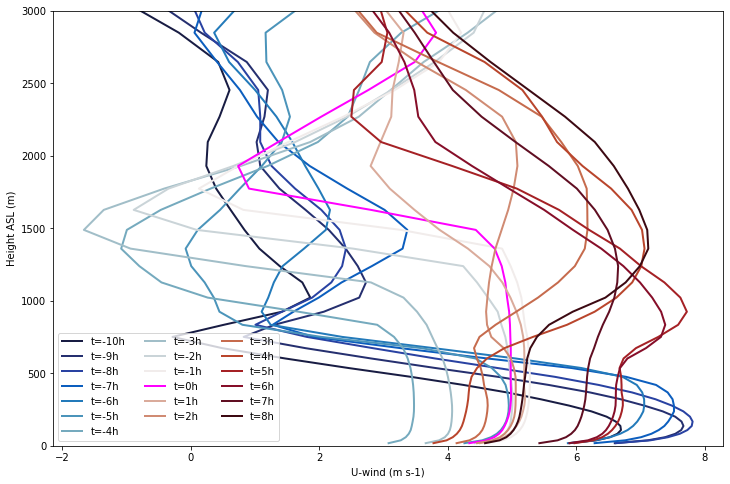 3000
2500
2000
1500
1000
500
0
Height ASL (m)
t=-10h
t=-9h
t=-8h
t=-7h
t=-6h
t=-5h
t=-4h
t=-3h
t=-2h
t=-1h
t=0h
t=1h
t=2h
t=3h
t=4h
t=5h
t=6h
t=7h
t=8h
-2 0 2 4 6 8
U-wind (m s-1)